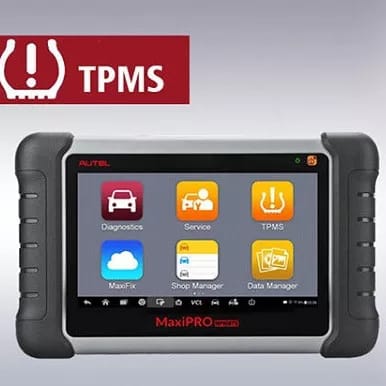 TPMS
AUTEL
Diagnostics
Service
TPMS
MaxiFix
Shop Manager
Data Manager
VCI
MaxiPRO